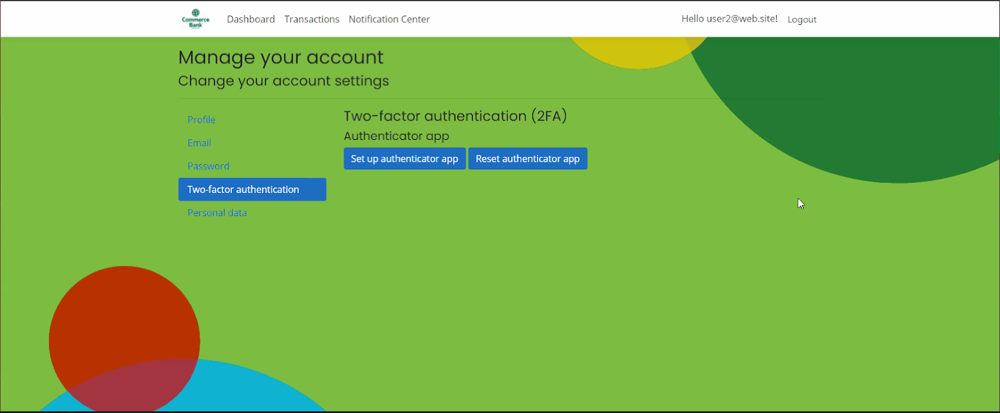 Commerce
Bank
Dashboard Transactions Notification Center
Hello user2@web.site! Logout
Manage your account
Change your account settings
Profile
Email
Password
Two-factor authentication
Personal data
Two-factor authentication (2FA)
Authenticator app
Set up authenticator app Reset authenticator app